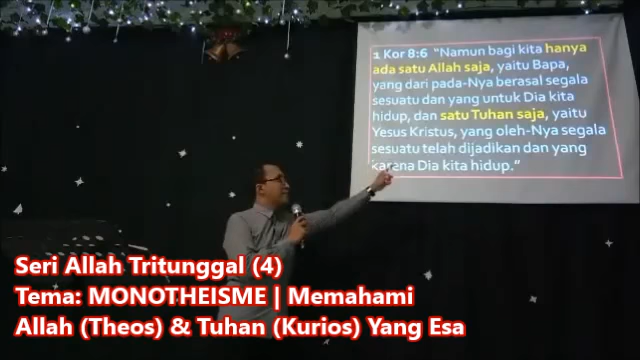 1 Kor 8:6 "Namun bagi kita hanya
ada satu Allah saja, yaitu Bapa,
yang dari pada-Nya berasal segala
sesuatu dan yang untuk Dia kita
hidup, dan satu Tuhan saja, yaitu
Yesus Kristus, yang oleh-Nya segala
sesuatu telah dijadikan dan yang
karena Dia kita hidup."
Seri Allah Tritunggal (4)
Tema: MONOTHEISME | Memahami
Allah (Theos) & Tuhan (Kurios) Yang Esa